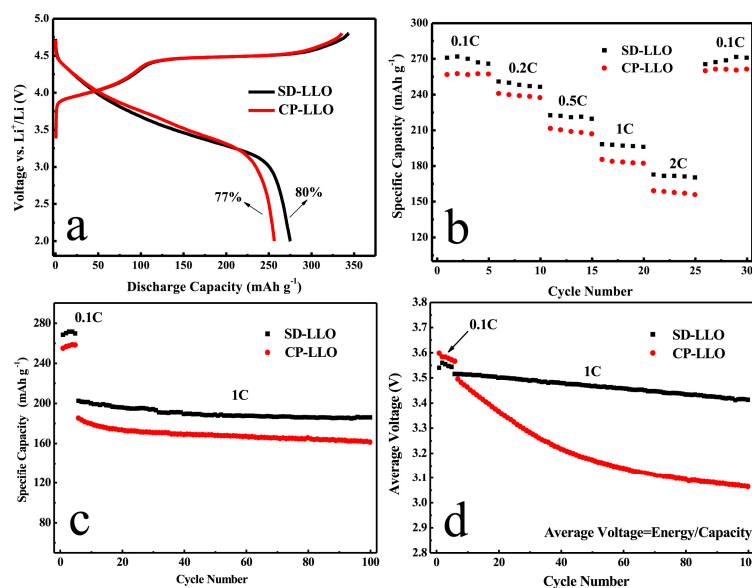 5.0
4.5
4.0
3.5
3.0
2.5
2.0
Voltage vs. Li⁺/Li (V)
SD-LLO
CP-LLO
77%
80%
a
0 50 100 150 200 250 300 350 400
Discharge Capacity (mAh g⁻¹)
300
270
240
210
180
150
120
Specific Capacity (mAh g⁻¹)
0.1C
SD-LLO
CP-LLO
0.1C
0.2C
0.5C
1C
2C
b
0 5 10 15 20 25 30
Cycle Number
280
240
200
160
120
80
Specific Capacity (mAh g⁻¹)
0.1C
SD-LLO
CP-LLO
1C
c
0 20 40 60 80 100
Cycle Number
3.8
3.7
3.6
3.5
3.4
3.3
3.2
3.1
3.0
2.9
2.8
Average Voltage (V)
0.1C
SD-LLO
CP-LLO
1C
d
Average Voltage=Energy/Capacity
0 20 40 60 80 100
Cycle Number